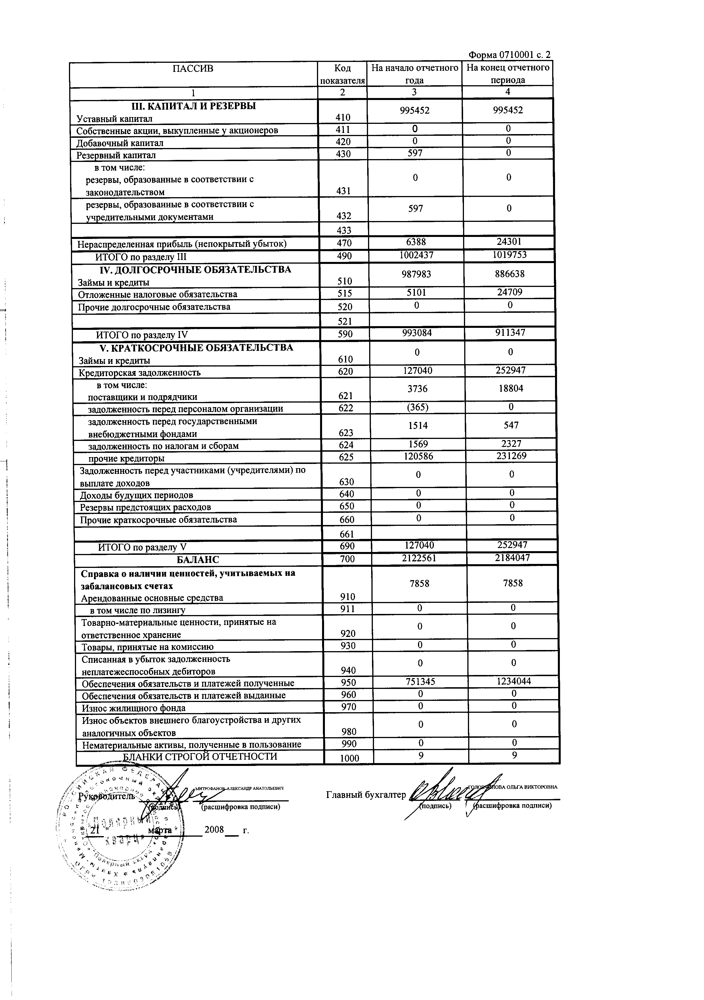 Форма 0710001 с. 2
ПАССИВ Код показателя На начало отчетного года На конец отчетного периода
1 2 3 4
III. КАПИТАЛ И РЕЗЕРВЫ
Уставный капитал 410 995452 995452
Собственные акции, выкупленные у акционеров 411 0 0
Добавочный капитал 420 0 0
Резервный капитал 430 597 0
в том числе:
резервы, образованные в соответствии с
законодательством 431 0 0
резервы, образованные в соответствии с
учредительными документами 432 597 0
433
Нераспределенная прибыль (непокрытый убыток) 470 6388 24301
ИТОГО по разделу III 490 1002437 1019753
IV. ДОЛГОСРОЧНЫЕ ОБЯЗАТЕЛЬСТВА
Займы и кредиты 510 987983 886638
Отложенные налоговые обязательства 515 5101 24709
Прочие долгосрочные обязательства 520 0 0
521
ИТОГО по разделу IV 590 993084 911347
V. КРАТКОСРОЧНЫЕ ОБЯЗАТЕЛЬСТВА
Займы и кредиты 610 0 0
Кредиторская задолженность 620 127040 252947
в том числе:
поставщики и подрядчики 621 3736 18804
задолженность перед персоналом организации 622 (365) 0
задолженность перед государственными
внебюджетными фондами 623 1514 547
задолженность по налогам и сборам 624 1569 2327
прочие кредиторы 625 120586 231269
Задолженность перед участниками (учредителями) по
выплате доходов 630 0 0
Доходы будущих периодов 640 0 0
Резервы предстоящих расходов 650 0 0
Прочие краткосрочные обязательства 660 0 0
661
ИТОГО по разделу V 690 127040 252947
БАЛАНС 700 2122561 2184047
Справка о наличии ценностей, учитываемых на
забалансовых счетах
Арендованные основные средства 910 7858 7858
в том числе по лизингу 911 0 0
Товарно-материальные ценности, принятые на
ответственное хранение 920 0 0
Товары, принятые на комиссию 930 0 0
Списанная в убыток задолженность
неплатежеспособных дебиторов 940 0 0
Обеспечения обязательств и платежей полученные 950 751345 1234044
Обеспечения обязательств и платежей выданные 960 0 0
Износ жилищного фонда 970 0 0
Износ объектов внешнего благоустройства и других
аналогичных объектов 980 0 0
Нематериальные активы, полученные в пользование 990 0 0
БЛАНКИ СТРОГОЙ ОТЧЕТНОСТИ 1000 9 9
Руководитель МИТРОФАНОВ АЛЕКСАНДР АНАТОЛЬЕВИЧ Главный бухгалтер ОЛЬГА ВИКТОРОВНА
(подпись) (расшифровка подписи) (подпись) (расшифровка подписи)
21 " марта 2008 г.
РОССИЙСКАЯ ФЕДЕРАЦ
«Полярный
кварц»